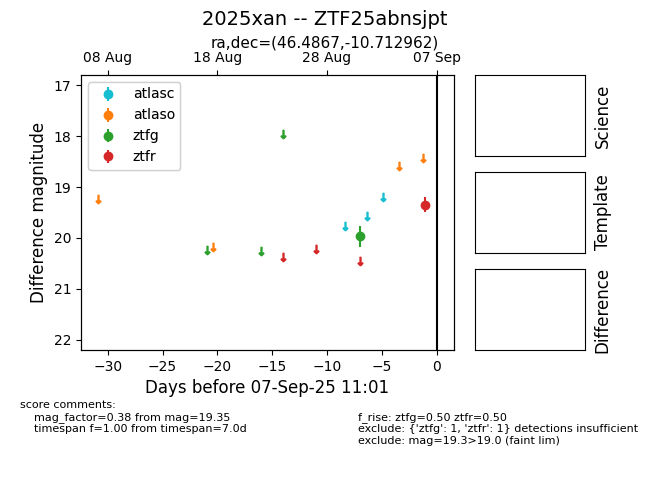 2025xan -- ZTF25abnsjpt
ra,dec=(46.4867,-10.712962)
08 Aug 18 Aug 28 Aug 07 Sep
17
18
19
20
21
22
Difference magnitude
atlasc
atlaso
ztfg
ztfr
−30 −25 −20 −15 −10 −5 0
Days before 07-Sep-25 11:01
Science
Template
Difference
score comments:
mag_factor=0.38 from mag=19.35
timespan f=1.00 from timespan=7.0d
f_rise: ztfg=0.50 ztfr=0.50
exclude: {'ztfg': 1, 'ztfr': 1} detections insufficient
exclude: mag=19.3>19.0 (faint lim)